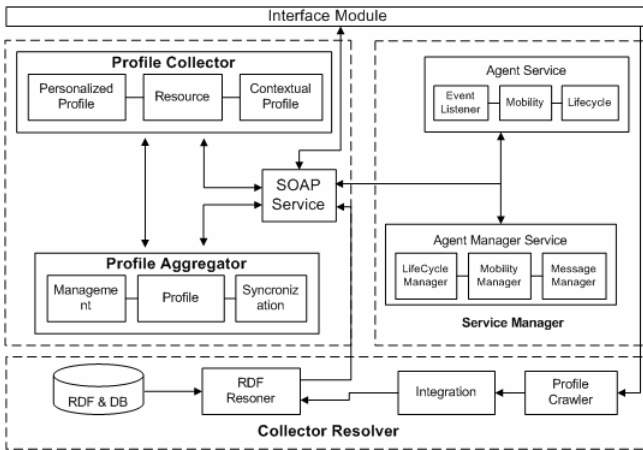 Interface Module
Profile Collector
Personalized
Profile
Resource
Contextual
Profile
Agent Service
Event
Listener
Mobility
Lifecycle
SOAP
Service
Profile Aggregator
Manageme
nt
Profile
Syncroniz
ation
Agent Manager Service
LifeCycle
Manager
Mobility
Manager
Message
Manager
Service Manager
RDF & DB
RDF
Resoner
Integration
Profile
Crawler
Collector Resolver